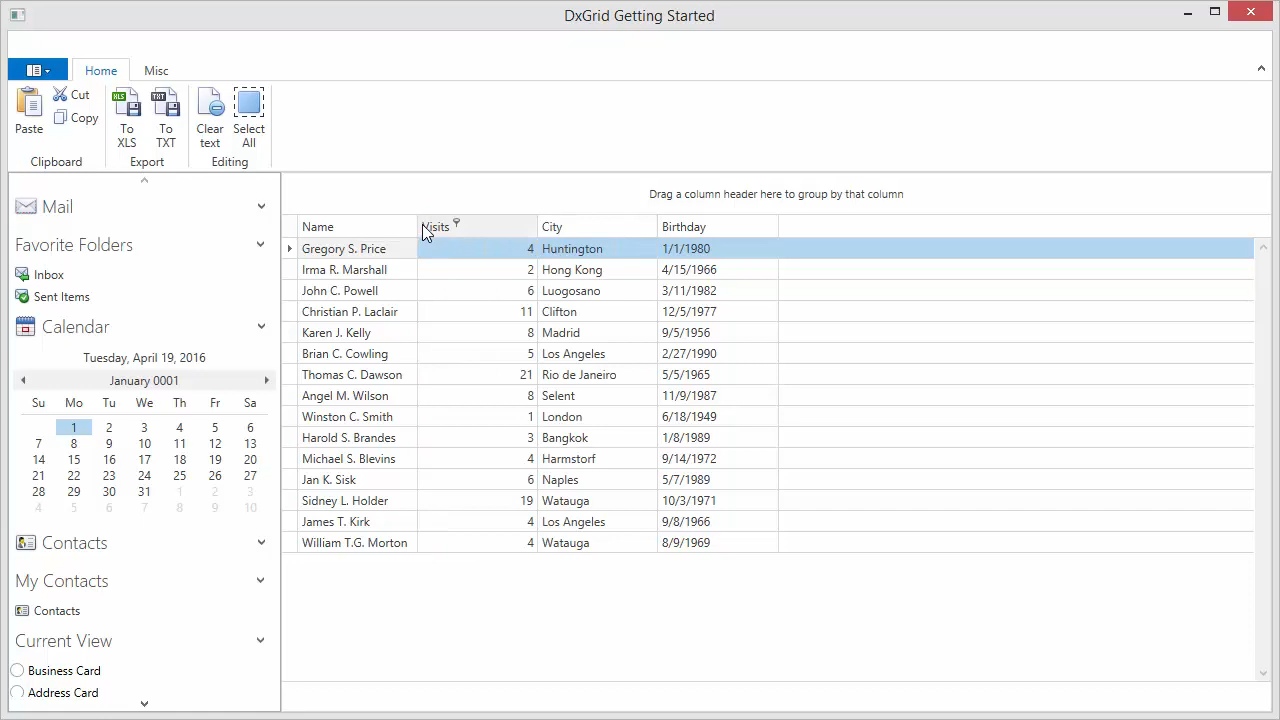 DxGrid Getting Started
Home Misc
Paste Cut Copy To XLS To TXT Clear text Select All
Clipboard Export Editing
Mail
Favorite Folders
Inbox
Sent Items
Calendar
Tuesday, April 19, 2016
January 0001
Su Mo Tu We Th Fr Sa
1 2 3 4 5 6
7 8 9 10 11 12 13
14 15 16 17 18 19 20
21 22 23 24 25 26 27
28 29 30 31 1 2 3
4 5 6 7 8 9 10
Contacts
My Contacts
Contacts
Current View
Business Card
Address Card
Drag a column header here to group by that column
Name Visits City Birthday
Gregory S. Price 4 Huntington 1/1/1980
Irma R. Marshall 2 Hong Kong 4/15/1966
John C. Powell 6 Luogosano 3/11/1982
Christian P. Laclair 11 Clifton 12/5/1977
Karen J. Kelly 8 Madrid 9/5/1956
Brian C. Cowling 5 Los Angeles 2/27/1990
Thomas C. Dawson 21 Rio de Janeiro 5/5/1965
Angel M. Wilson 8 Selent 11/9/1987
Winston C. Smith 1 London 6/18/1949
Harold S. Brandes 3 Bangkok 1/8/1989
Michael S. Blevins 4 Harmstorf 9/14/1972
Jan K. Sisk 6 Naples 5/7/1989
Sidney L. Holder 19 Watauga 10/3/1971
James T. Kirk 4 Los Angeles 9/8/1966
William T.G. Morton 4 Watauga 8/9/1969